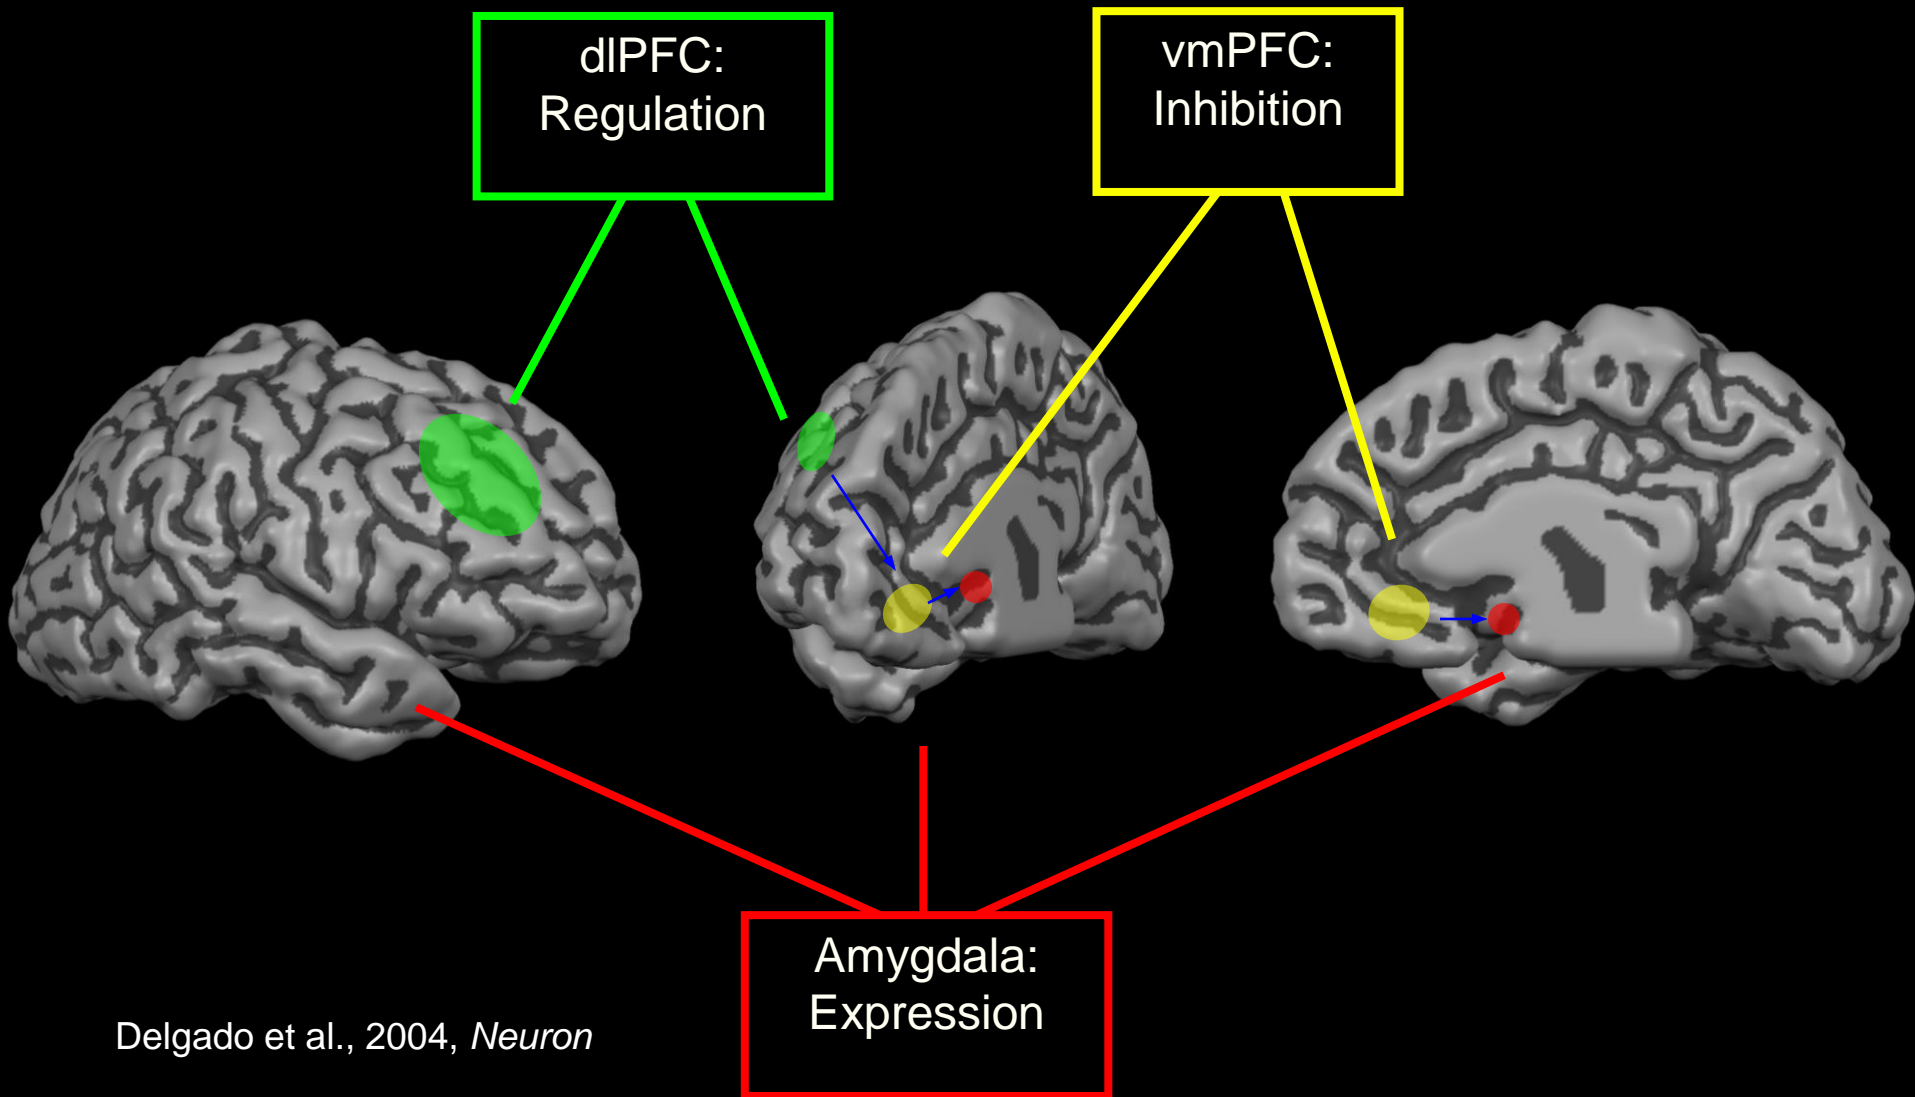 dlPFC:
Regulation
vmPFC:
Inhibition
Amygdala:
Expression
Delgado et al., 2004, Neuron